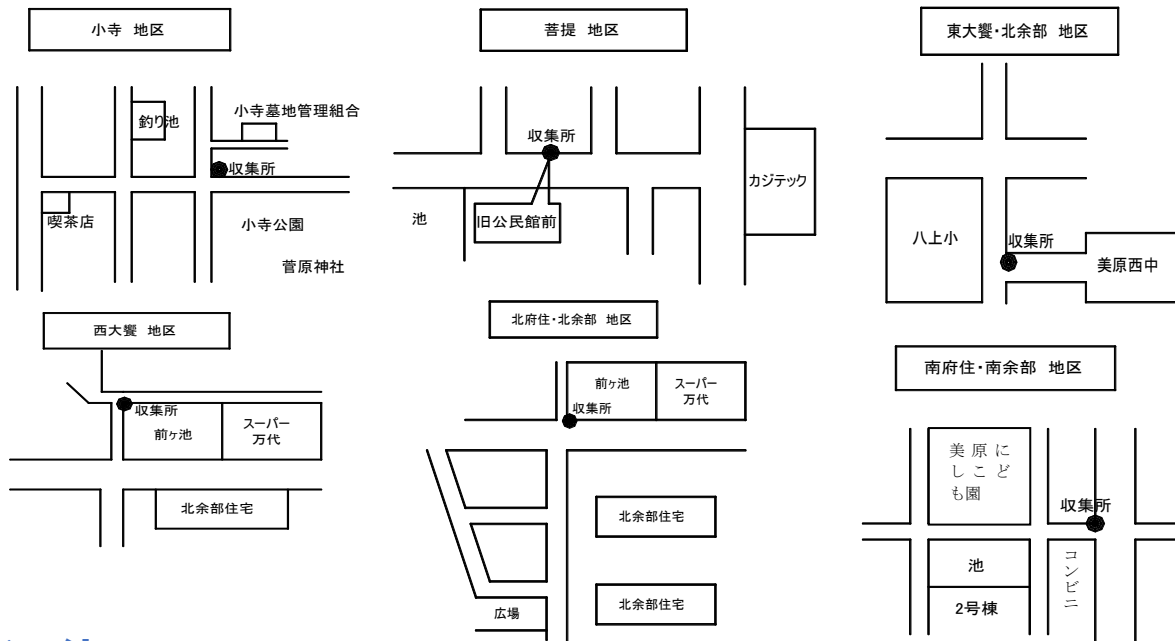 小寺 地区
釣り池
小寺墓地管理組合
収集所
喫茶店
小寺公園
菅原神社
菩提 地区
収集所
カジテック
池
旧公民館前
東大饗・北余部 地区
八上小
収集所
美原西中
西大饗 地区
収集所
前ヶ池
スーパー
万代
北余部住宅
北府住・北余部 地区
前ヶ池
スーパー
万代
収集所
北余部住宅
北余部住宅
広場
南府住・南余部 地区
美原に
しこど
も園
収集所
池
2号棟
コンビニ